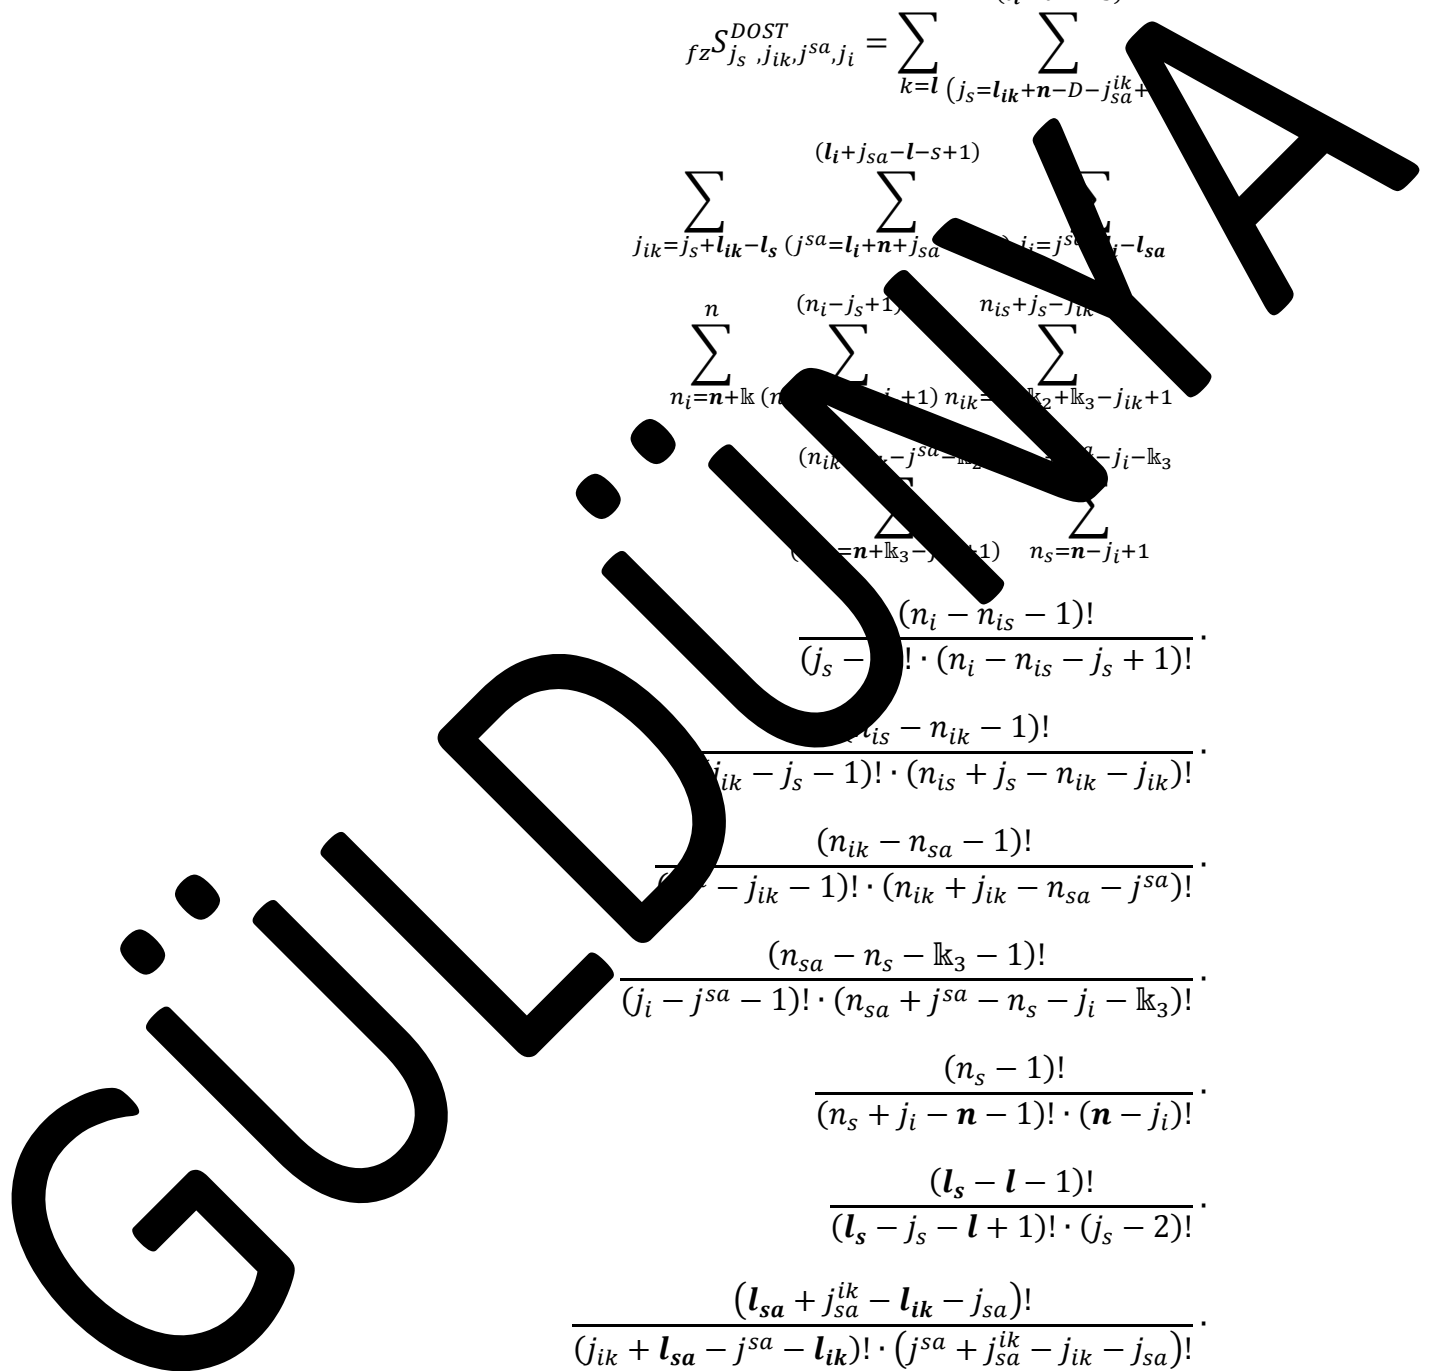 fzS^{DOST}_{j_s ,j_{ik},j^{sa},j_i} = ∑_{k=l} ∑_{(j_s=l_{ik}+n−D−j^{ik}_{sa}+}
∑_{j_{ik}=j_s+l_{ik}−l_s} ∑_{(j^{sa}=l_i+n+j_{sa}}^{(l_i+j_{sa}−l−s+1)} ∑
∑_{n_i=n+𝕜}^{n} ∑^{(n_i−j_s+1)} ∑^{n_{is}+j_s−j_{ik}}
∑ ∑_{n_s=n−j_i+1}
(n_i − n_{is} − 1)!
(j_s − ! · (n_i − n_{is} − j_s + 1)! ·
n_{is} − n_{ik} − 1)!
(j_{ik} − j_s − 1)! · (n_{is} + j_s − n_{ik} − j_{ik})! ·
(n_{ik} − n_{sa} − 1)!
− j_{ik} − 1)! · (n_{ik} + j_{ik} − n_{sa} − j^{sa})! ·
(n_{sa} − n_s − 𝕜_3 − 1)!
(j_i − j^{sa} − 1)! · (n_{sa} + j^{sa} − n_s − j_i − 𝕜_3)! ·
(n_s − 1)!
(n_s + j_i − n − 1)! · (n − j_i)! ·
(l_s − l − 1)!
(l_s − j_s − l + 1)! · (j_s − 2)! ·
(l_{sa} + j^{ik}_{sa} − l_{ik} − j_{sa})!
(j_{ik} + l_{sa} − j^{sa} − l_{ik})! · (j^{sa} + j^{ik}_{sa} − j_{ik} − j_{sa})! ·
GÜLDÜNYA